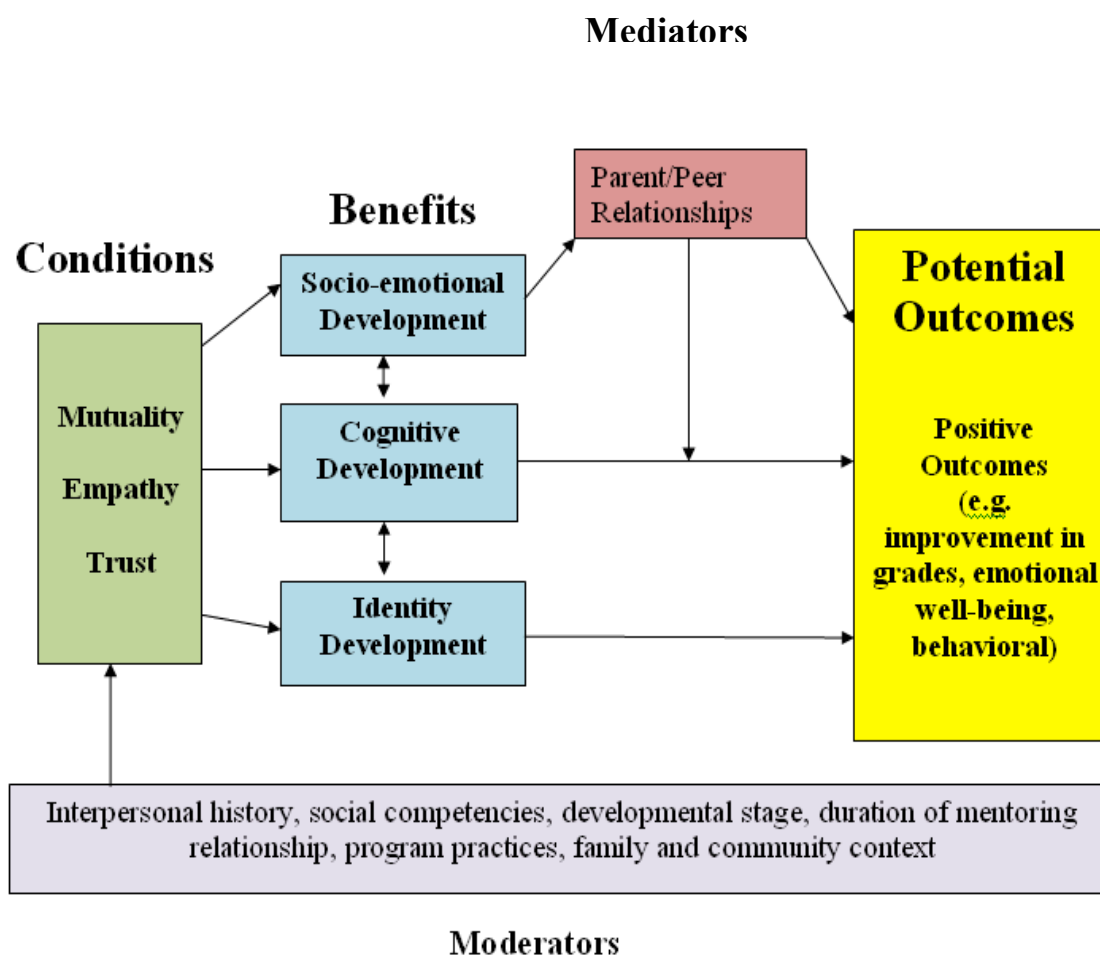 Mediators
Parent/Peer
Relationships
Benefits
Conditions
Socio-emotional
Development
Potential
Outcomes
Mutuality
Empathy
Trust
Cognitive
Development
Positive
Outcomes
(e.g.
improvement in
grades, emotional
well-being,
behavioral)
Identity
Development
Interpersonal history, social competencies, developmental stage, duration of mentoring
relationship, program practices, family and community context
Moderators